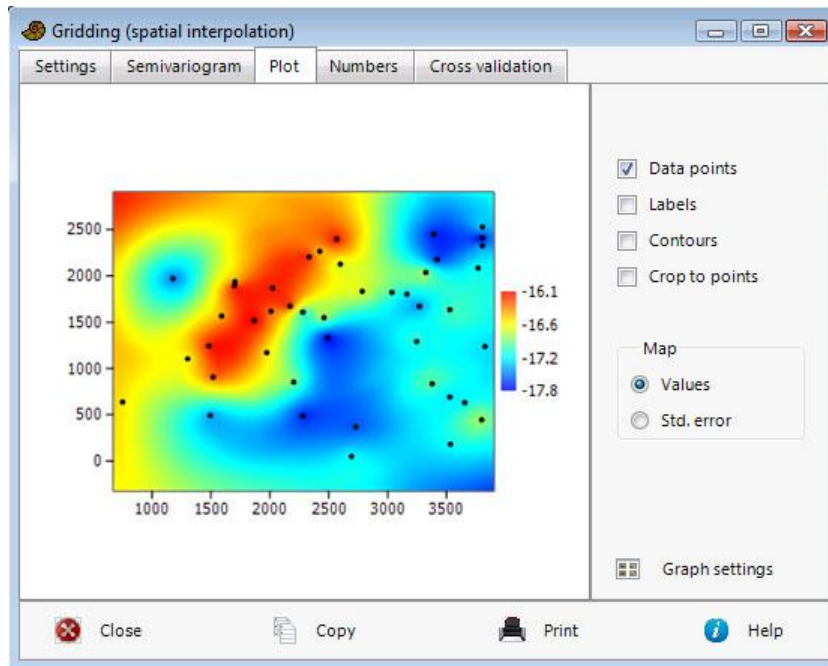 Gridding (spatial interpolation)
Settings Semivariogram Plot Numbers Cross validation
Data points
Labels
Contours
Crop to points
Map
Values
Std. error
2500
2000
1500
1000
500
0
1000 1500 2000 2500 3000 3500
-16.1
-16.6
-17.2
-17.8
Graph settings
Close Copy Print Help